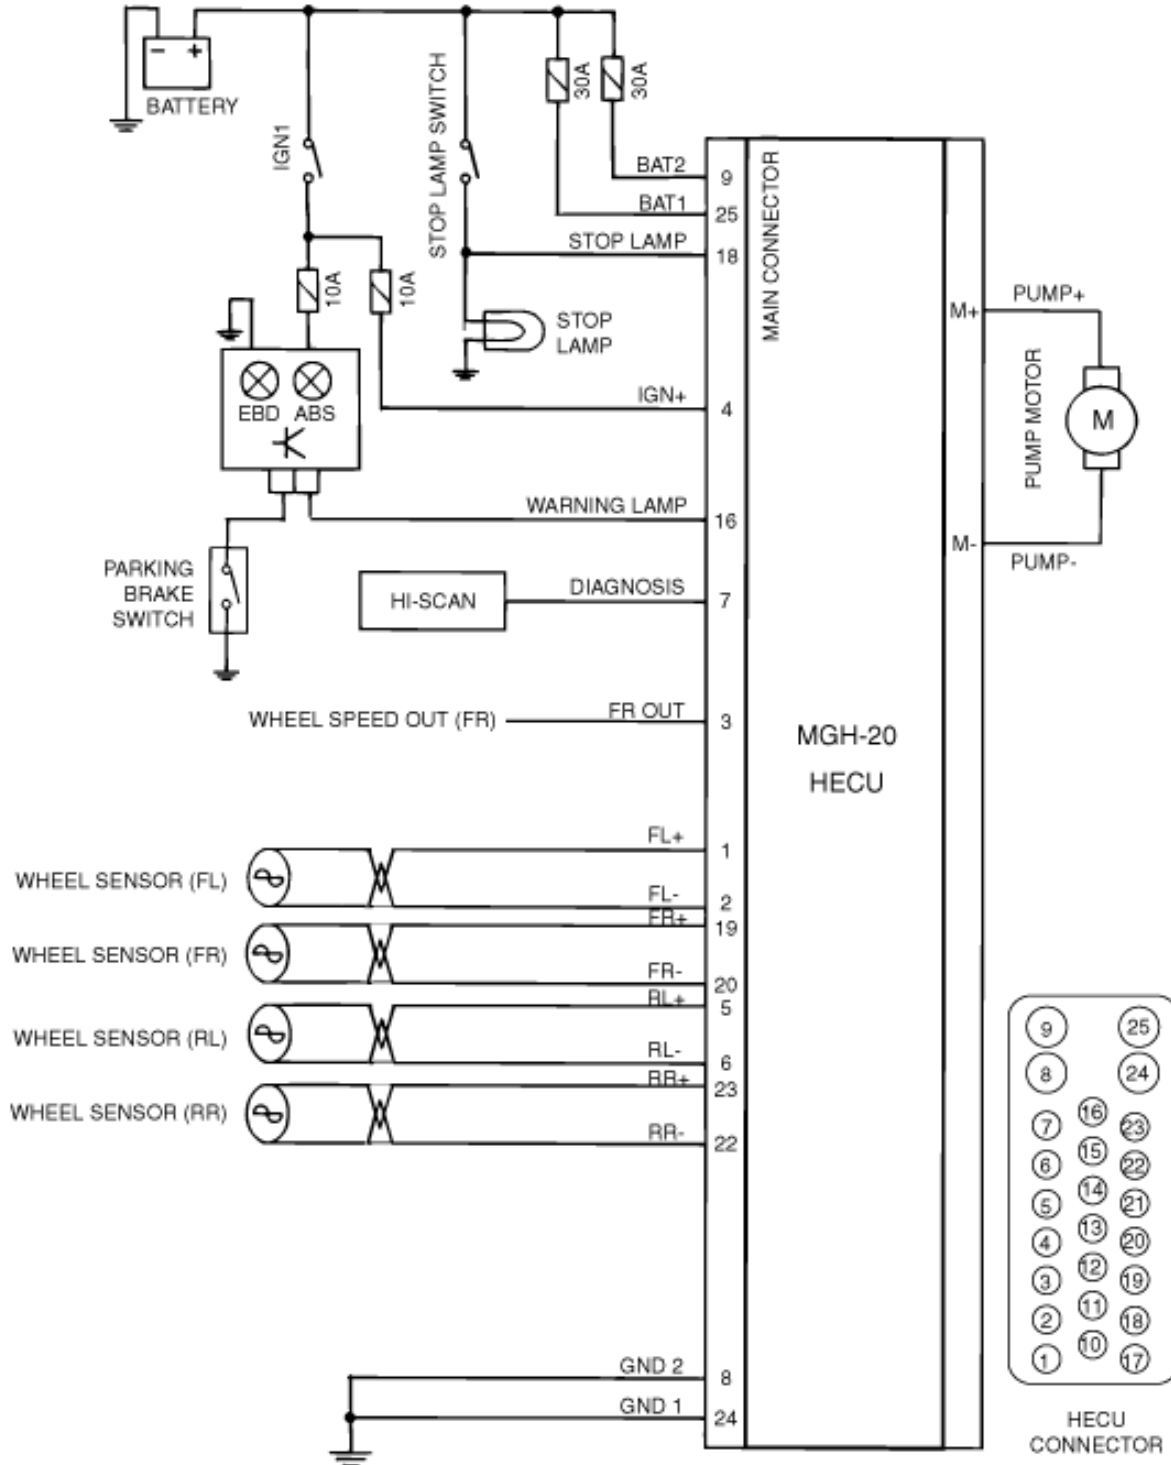 − +
BATTERY
IGN1
STOP LAMP SWITCH
30A
30A
10A
10A
BAT2
9
BAT1
25
STOP LAMP
18
STOP
LAMP
EBD ABS
IGN+
4
WARNING LAMP
16
PARKING
BRAKE
SWITCH
HI-SCAN
DIAGNOSIS
7
WHEEL SPEED OUT (FR)
FR OUT
3
MAIN CONNECTOR
MGH-20
HECU
M+
PUMP+
PUMP MOTOR
M
M-
PUMP-
WHEEL SENSOR (FL)
FL+
1
FL-
2
WHEEL SENSOR (FR)
FR+
19
FR-
20
WHEEL SENSOR (RL)
RL+
5
RL-
6
WHEEL SENSOR (RR)
RR+
23
RR-
22
GND 2
8
GND 1
24
9 25
8 24
16
7 23
15
6 22
14
5 21
13
4 20
12
3 19
11
2 18
10
1 17
HECU
CONNECTOR